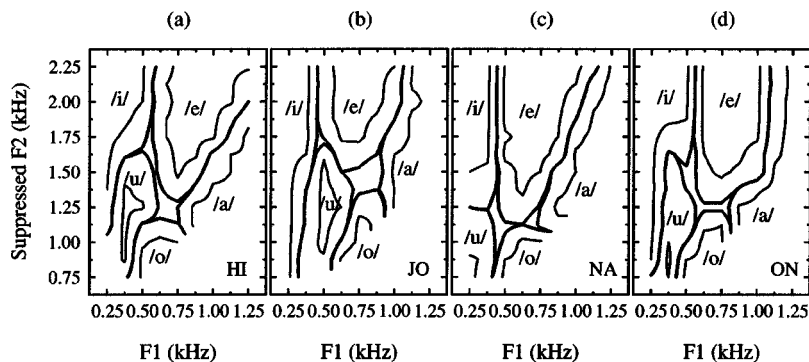 (a) (b) (c) (d)
Suppressed F2 (kHz)
2.25
2.00
1.75
1.50
1.25
1.00
0.75
/i/ /e/ /u/ /a/ /o/ HI
/i/ /e/ /u/ /a/ /o/ JO
/i/ /e/ /u/ /a/ /o/ NA
/i/ /e/ /u/ /a/ /o/ ON
0.25 0.50 0.75 1.00 1.25 0.25 0.50 0.75 1.00 1.25 0.25 0.50 0.75 1.00 1.25 0.25 0.50 0.75 1.00 1.25
F1 (kHz) F1 (kHz) F1 (kHz) F1 (kHz)